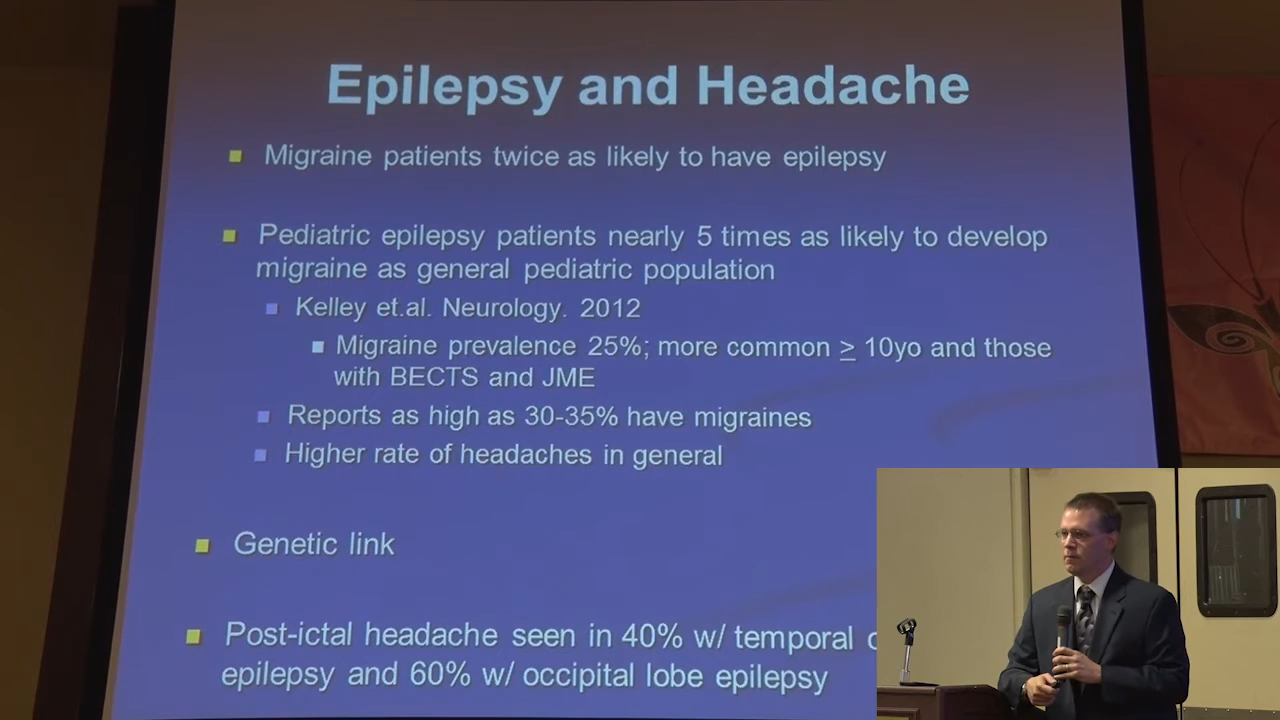 Epilepsy and Headache
Migraine patients twice as likely to have epilepsy
Pediatric epilepsy patients nearly 5 times as likely to develop
migraine as general pediatric population
Kelley et.al. Neurology. 2012
Migraine prevalence 25%; more common ≥ 10yo and those
with BECTS and JME
Reports as high as 30-35% have migraines
Higher rate of headaches in general
Genetic link
Post-ictal headache seen in 40% w/ temporal
epilepsy and 60% w/ occipital lobe epilepsy